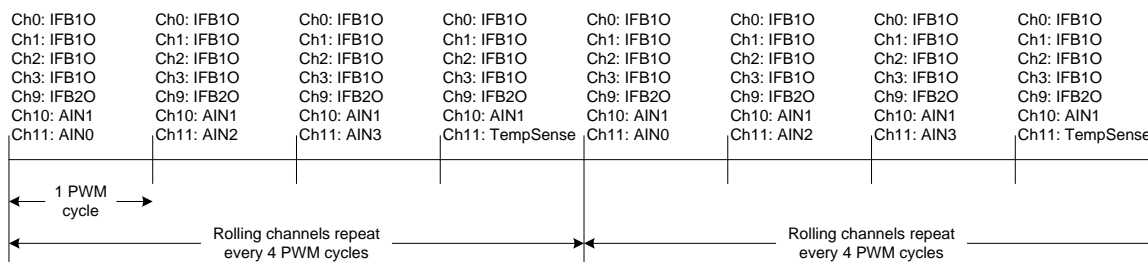 Ch0: IFB1O Ch0: IFB1O Ch0: IFB1O Ch0: IFB1O Ch0: IFB1O Ch0: IFB1O Ch0: IFB1O Ch0: IFB1O
Ch1: IFB1O Ch1: IFB1O Ch1: IFB1O Ch1: IFB1O Ch1: IFB1O Ch1: IFB1O Ch1: IFB1O Ch1: IFB1O
Ch2: IFB1O Ch2: IFB1O Ch2: IFB1O Ch2: IFB1O Ch2: IFB1O Ch2: IFB1O Ch2: IFB1O Ch2: IFB1O
Ch3: IFB1O Ch3: IFB1O Ch3: IFB1O Ch3: IFB1O Ch3: IFB1O Ch3: IFB1O Ch3: IFB1O Ch3: IFB1O
Ch9: IFB2O Ch9: IFB2O Ch9: IFB2O Ch9: IFB2O Ch9: IFB2O Ch9: IFB2O Ch9: IFB2O Ch9: IFB2O
Ch10: AIN1 Ch10: AIN1 Ch10: AIN1 Ch10: AIN1 Ch10: AIN1 Ch10: AIN1 Ch10: AIN1 Ch10: AIN1
Ch11: AIN0 Ch11: AIN2 Ch11: AIN3 Ch11: TempSense Ch11: AIN0 Ch11: AIN2 Ch11: AIN3 Ch11: TempSense
1 PWM
cycle
Rolling channels repeat
every 4 PWM cycles
Rolling channels repeat
every 4 PWM cycles